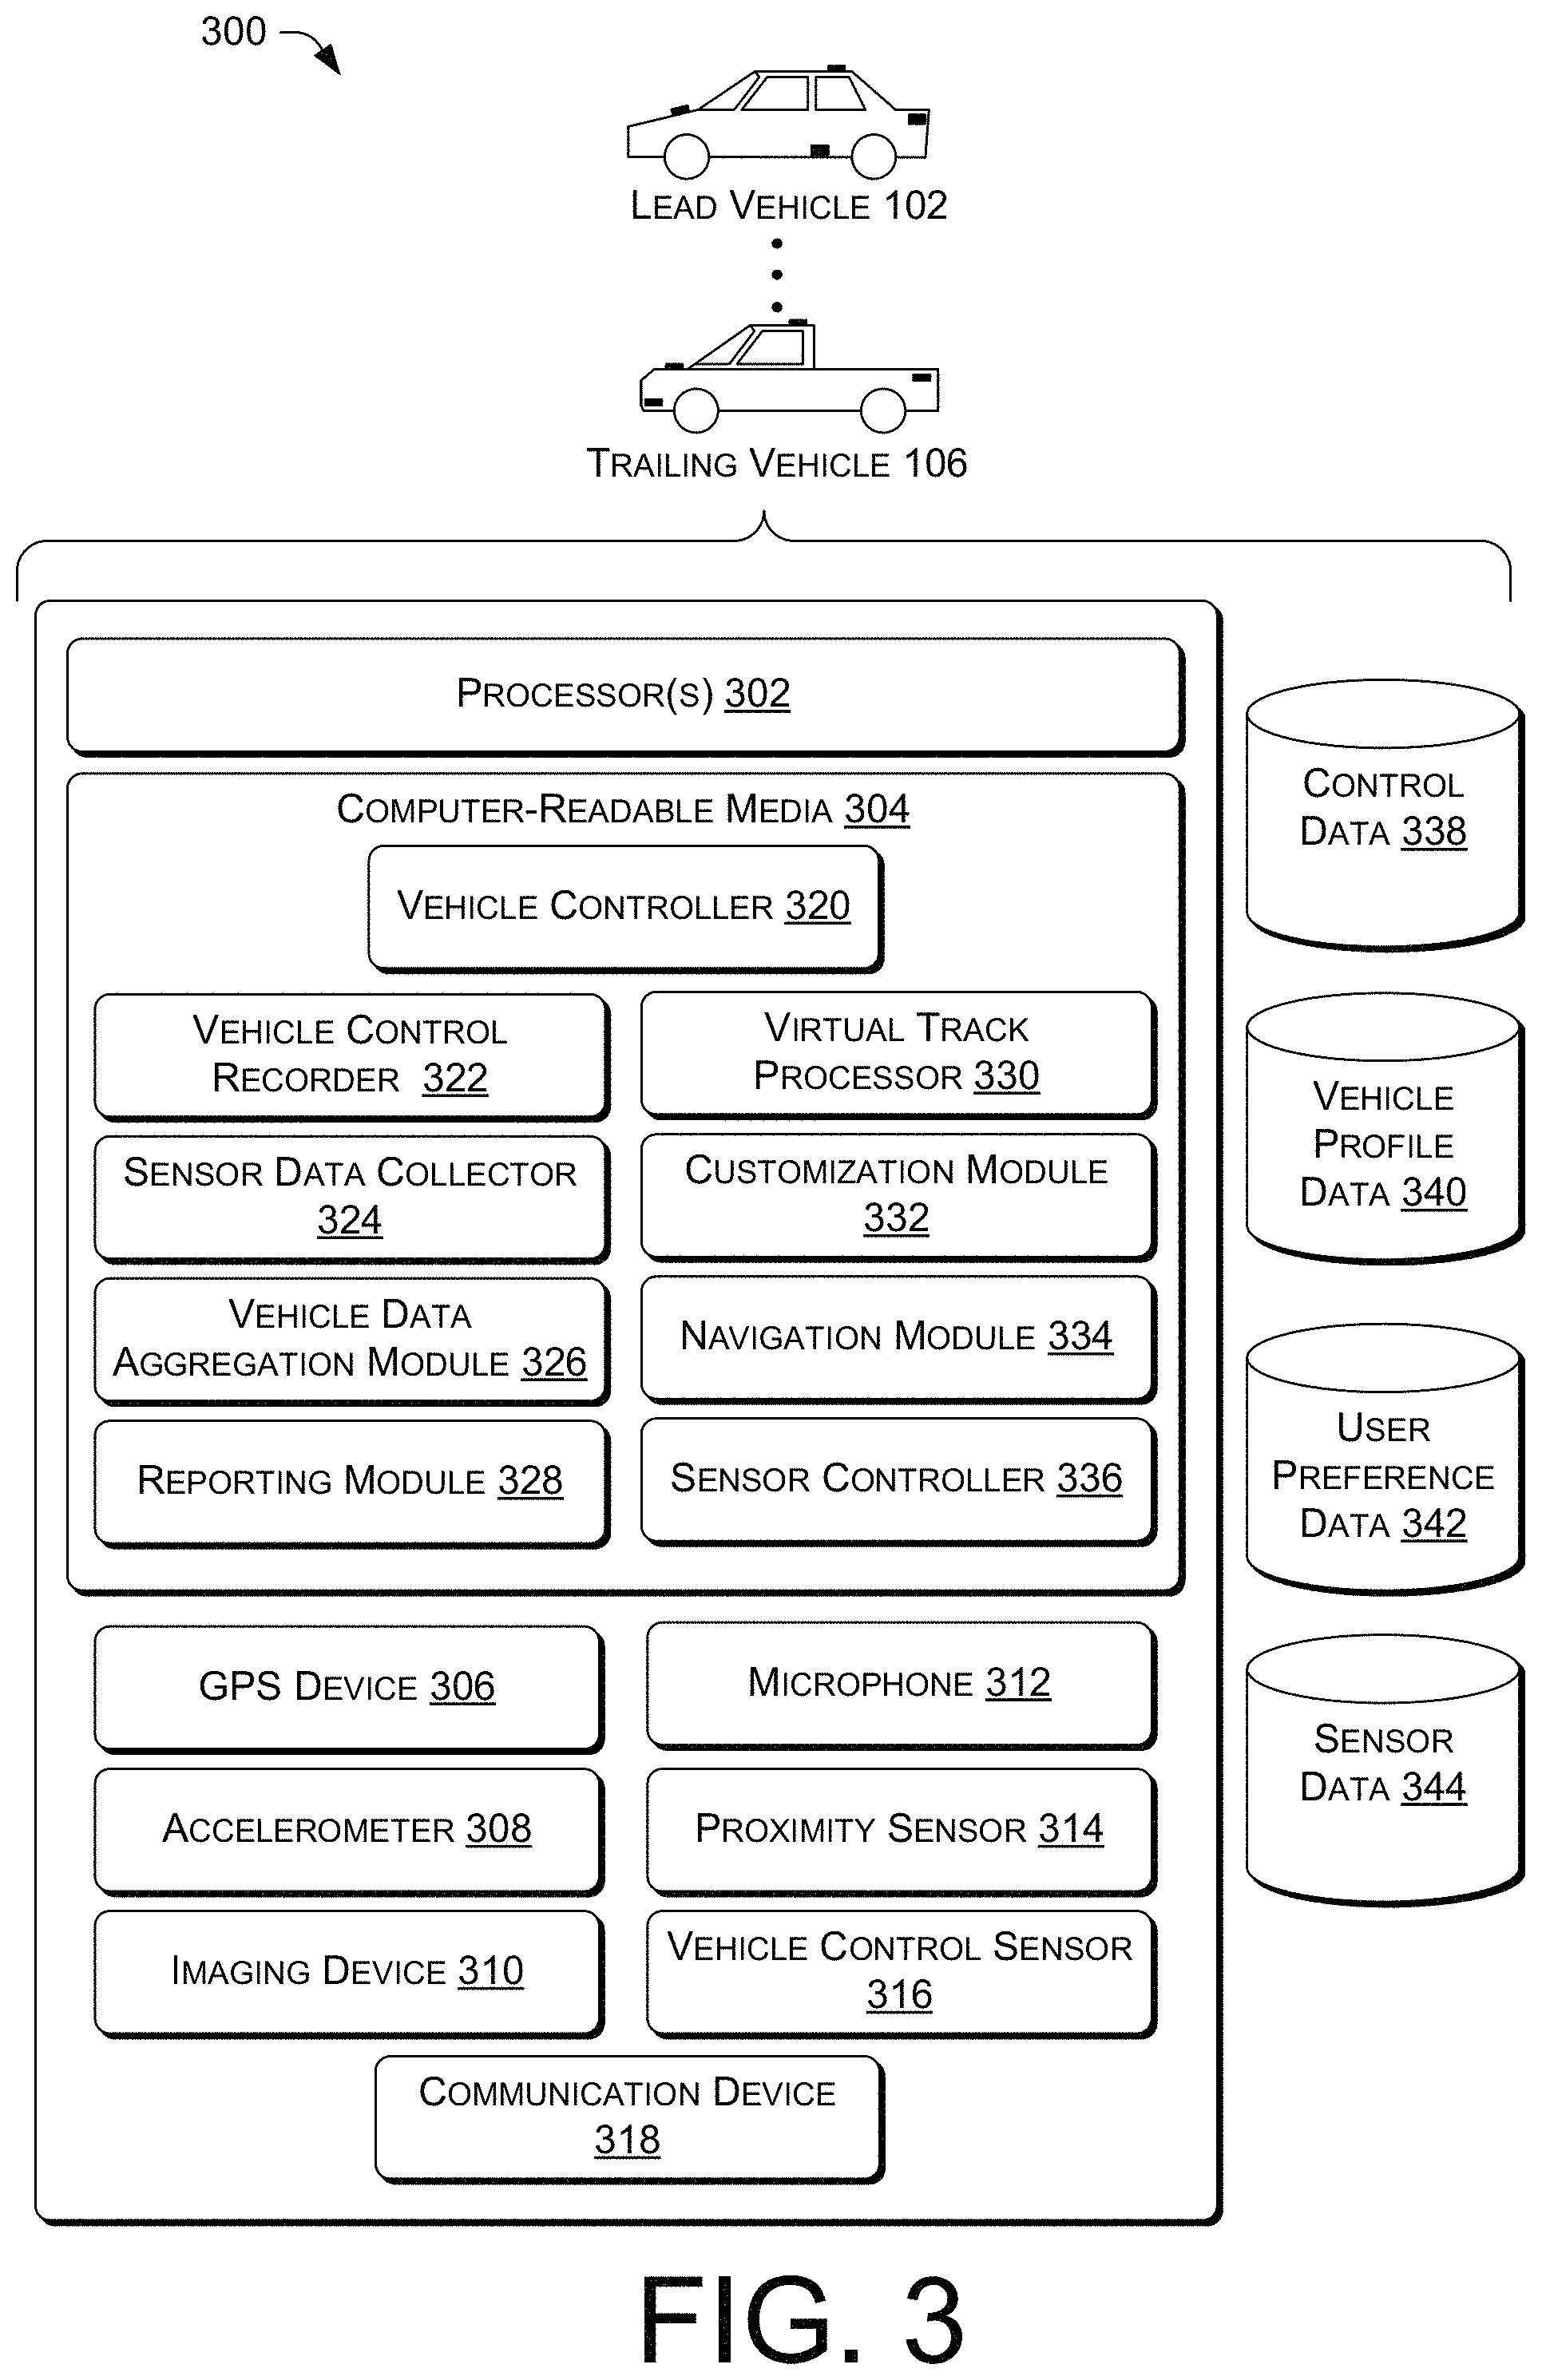 300
LEAD VEHICLE 102
TRAILING VEHICLE 106
PROCESSOR(S) 302
COMPUTER-READABLE MEDIA 304
VEHICLE CONTROLLER 320
VEHICLE CONTROL
RECORDER 322
VIRTUAL TRACK
PROCESSOR 330
SENSOR DATA COLLECTOR
324
CUSTOMIZATION MODULE
332
VEHICLE DATA
AGGREGATION MODULE 326
NAVIGATION MODULE 334
REPORTING MODULE 328
SENSOR CONTROLLER 336
GPS DEVICE 306
MICROPHONE 312
ACCELEROMETER 308
PROXIMITY SENSOR 314
IMAGING DEVICE 310
VEHICLE CONTROL SENSOR
316
COMMUNICATION DEVICE
318
CONTROL
DATA 338
VEHICLE
PROFILE
DATA 340
USER
PREFERENCE
DATA 342
SENSOR
DATA 344
FIG. 3